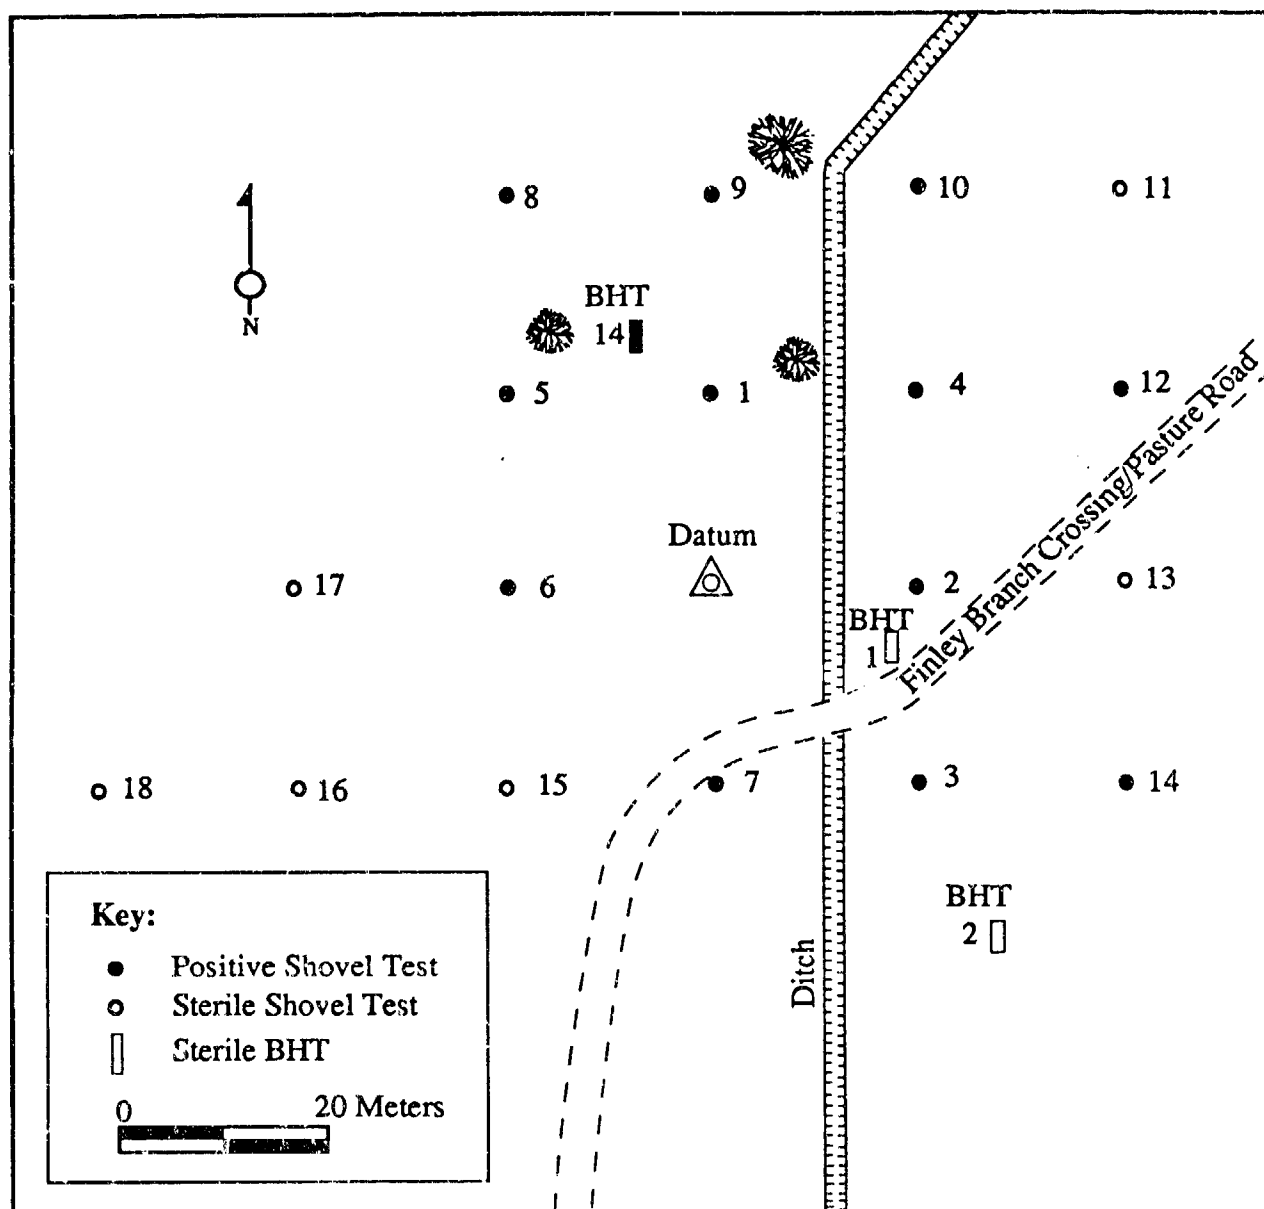 8
9
10
11
N
BHT
14
5
1
4
12
Finley Branch Crossing/Pasture Road
Datum
17
6
2
13
BHT
1
18
16
15
7
3
14
BHT
2
Ditch
Key:
Positive Shovel Test
Sterile Shovel Test
Sterile BHT
0 20 Meters